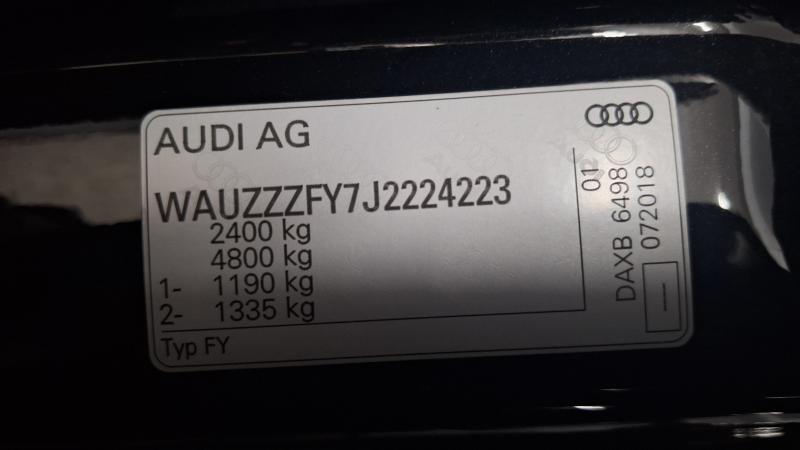 AUDI AG
WAUZZZFY7J2224223
2400 kg
4800 kg
1- 1190 kg
2- 1335 kg
Typ FY
01
DAXB 6498
072018
—